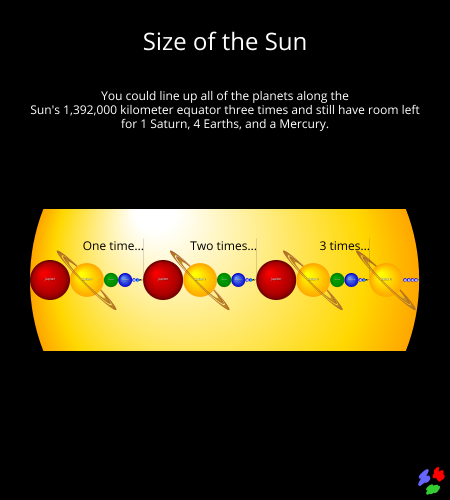 Size of the Sun
You could line up all of the planets along the
Sun's 1,392,000 kilometer equator three times and still have room left
for 1 Saturn, 4 Earths, and a Mercury.
One time...
Two times...
3 times...